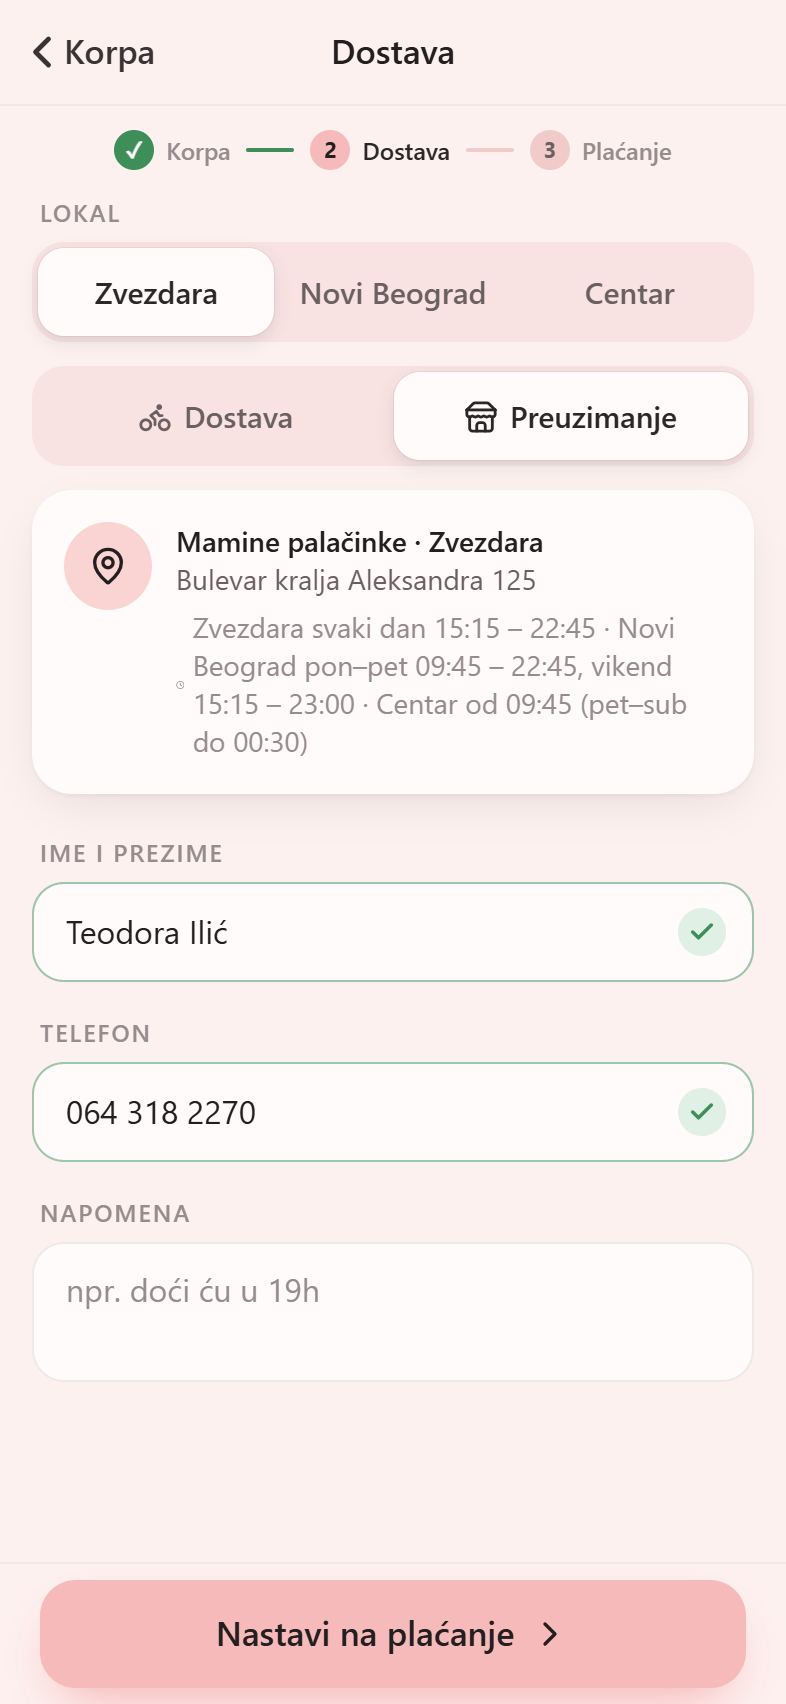 Korpa
Dostava
Korpa
2 Dostava
3 Plaćanje
LOKAL
Zvezdara
Novi Beograd
Centar
Dostava
Preuzimanje
Mamine palačinke · Zvezdara
Bulevar kralja Aleksandra 125
Zvezdara svaki dan 15:15 – 22:45 · Novi
Beograd pon–pet 09:45 – 22:45, vikend
15:15 – 23:00 · Centar od 09:45 (pet–sub
do 00:30)
IME I PREZIME
Teodora Ilić
TELEFON
064 318 2270
NAPOMENA
npr. doći ću u 19h
Nastavi na plaćanje